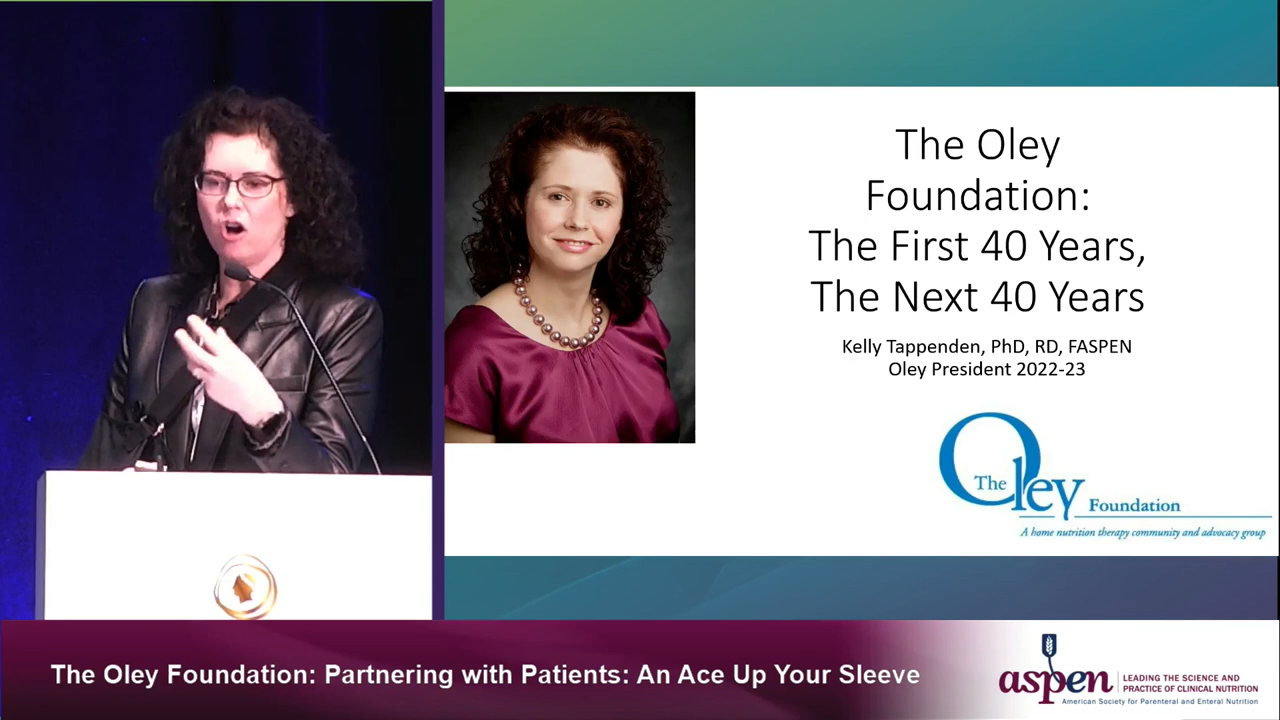 The Oley
Foundation:
The First 40 Years,
The Next 40 Years
Kelly Tappenden, PhD, RD, FASPEN
Oley President 2022-23
The Oley Foundation
A home nutrition therapy community and advocacy group
The Oley Foundation: Partnering with Patients: An Ace Up Your Sleeve
aspen
LEADING THE SCIENCE AND
PRACTICE OF CLINICAL NUTRITION
American Society for Parenteral and Enteral Nutrition